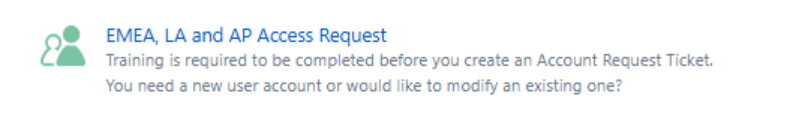 EMEA, LA and AP Access Request
Training is required to be completed before you create an Account Request Ticket.
You need a new user account or would like to modify an existing one?